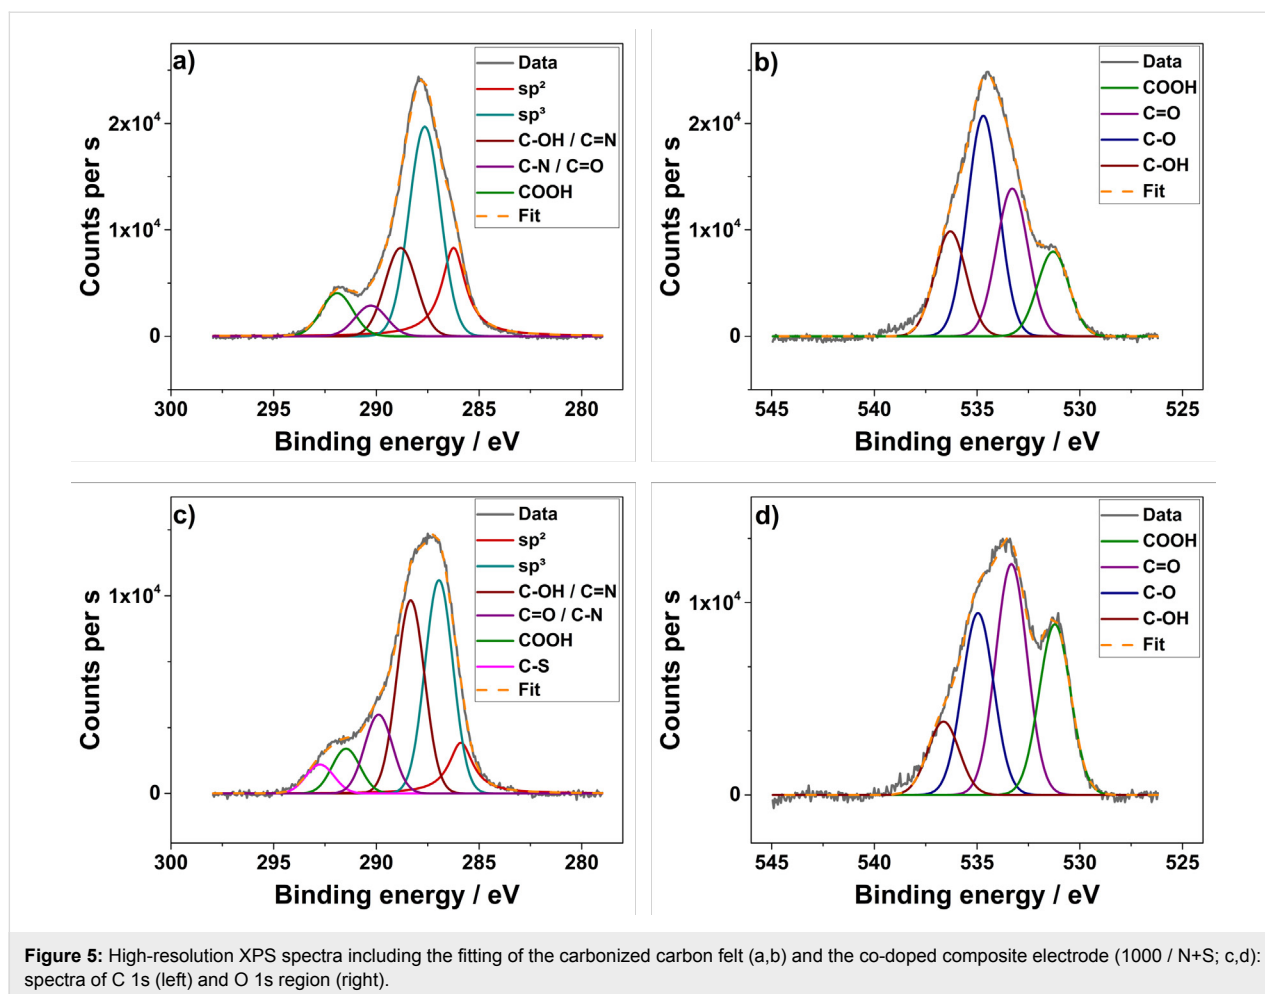 a)
Data
sp²
sp³
C-OH / C=N
C-N / C=O
COOH
Fit
Counts per s
2x10⁴
1x10⁴
0
300 295 290 285 280
Binding energy / eV
b)
Data
COOH
C=O
C-O
C-OH
Fit
Counts per s
2x10⁴
1x10⁴
0
545 540 535 530 525
Binding energy / eV
c)
Data
sp²
sp³
C-OH / C=N
C=O / C-N
COOH
C-S
Fit
Counts per s
1x10⁴
0
300 295 290 285 280
Binding energy / eV
d)
Data
COOH
C=O
C-O
C-OH
Fit
Counts per s
1x10⁴
0
545 540 535 530 525
Binding energy / eV
Figure 5: High-resolution XPS spectra including the fitting of the carbonized carbon felt (a,b) and the co-doped composite electrode (1000 / N+S; c,d):
spectra of C 1s (left) and O 1s region (right).